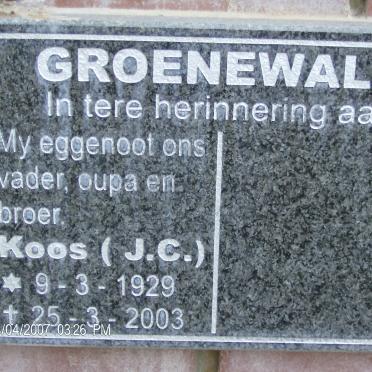 GROENEWAL
In tere herinnering aa
My eggenoot ons
vader, oupa en
broer.
Koos ( J.C.)
9 - 3 - 1929
† 25 - 3 - 2003
/04/2007 03:26 PM